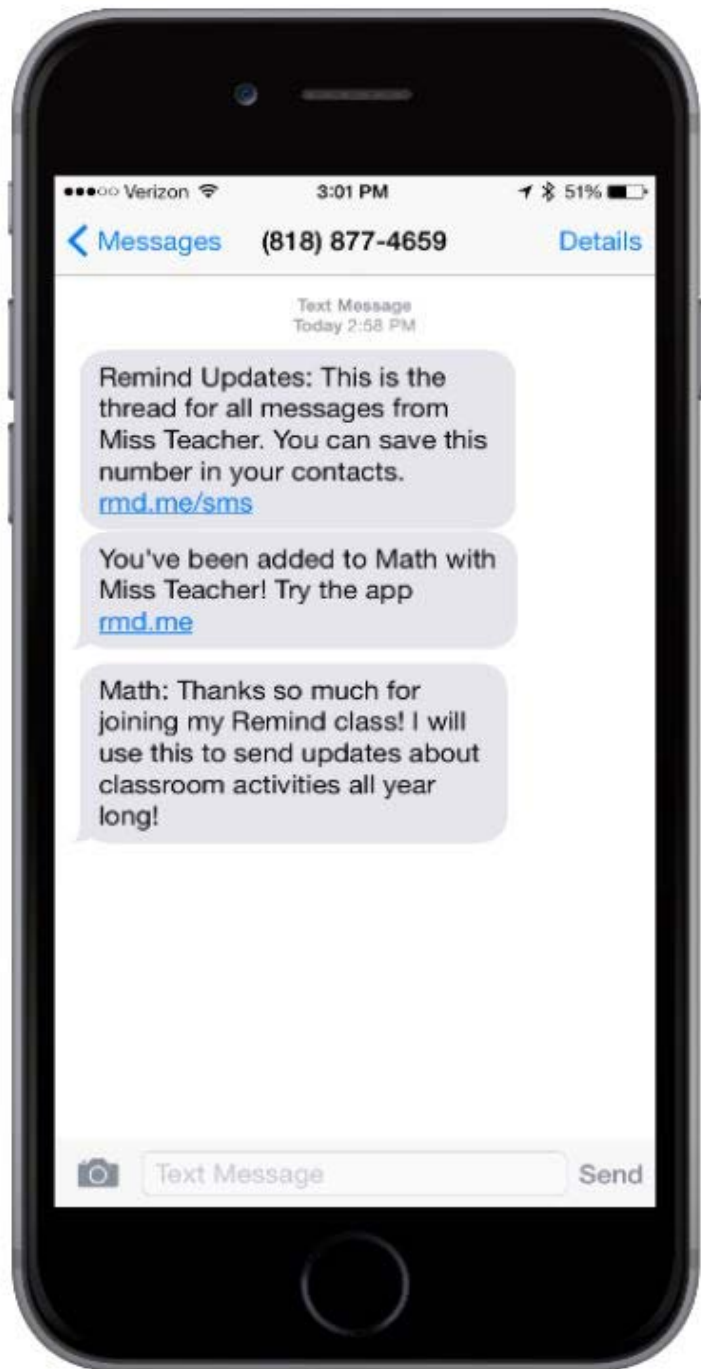 Verizon 3:01 PM 51%
Messages (818) 877-4659 Details
Text Message
Today 2:58 PM
Remind Updates: This is the
thread for all messages from
Miss Teacher. You can save this
number in your contacts.
rmd.me/sms
You've been added to Math with
Miss Teacher! Try the app
rmd.me
Math: Thanks so much for
joining my Remind class! I will
use this to send updates about
classroom activities all year
long!
Text Message Send